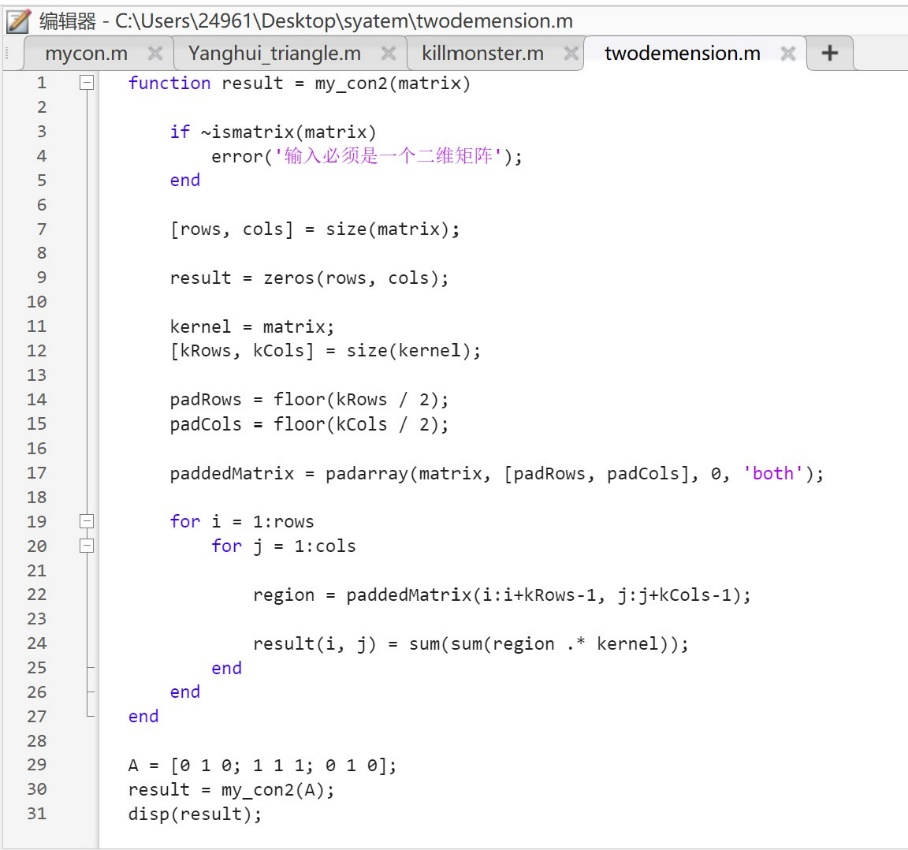 编辑器 - C:\Users\24961\Desktop\syatem\twodemension.m
mycon.m Yanghui_triangle.m killmonster.m twodemension.m +
1 function result = my_con2(matrix)
2
3 if ~ismatrix(matrix)
4 error('输入必须是一个二维矩阵');
5 end
6
7 [rows, cols] = size(matrix);
8
9 result = zeros(rows, cols);
10
11 kernel = matrix;
12 [kRows, kCols] = size(kernel);
13
14 padRows = floor(kRows / 2);
15 padCols = floor(kCols / 2);
16
17 paddedMatrix = padarray(matrix, [padRows, padCols], 0, 'both');
18
19 for i = 1:rows
20 for j = 1:cols
21
22 region = paddedMatrix(i:i+kRows-1, j:j+kCols-1);
23
24 result(i, j) = sum(sum(region .* kernel));
25 end
26 end
27 end
28
29 A = [0 1 0; 1 1 1; 0 1 0];
30 result = my_con2(A);
31 disp(result);